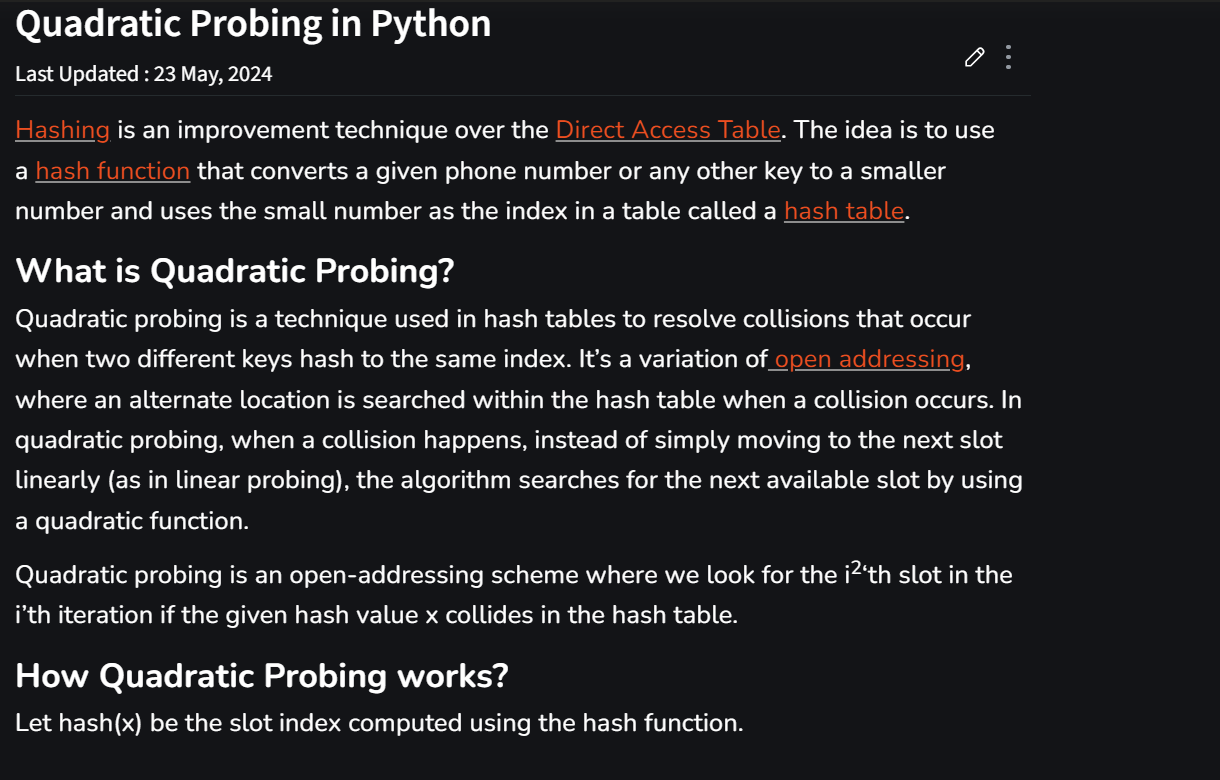 Quadratic Probing in Python
Last Updated : 23 May, 2024
Hashing is an improvement technique over the Direct Access Table. The idea is to use
a hash function that converts a given phone number or any other key to a smaller
number and uses the small number as the index in a table called a hash table.
What is Quadratic Probing?
Quadratic probing is a technique used in hash tables to resolve collisions that occur
when two different keys hash to the same index. It’s a variation of open addressing,
where an alternate location is searched within the hash table when a collision occurs. In
quadratic probing, when a collision happens, instead of simply moving to the next slot
linearly (as in linear probing), the algorithm searches for the next available slot by using
a quadratic function.
Quadratic probing is an open-addressing scheme where we look for the i²‘th slot in the
i’th iteration if the given hash value x collides in the hash table.
How Quadratic Probing works?
Let hash(x) be the slot index computed using the hash function.